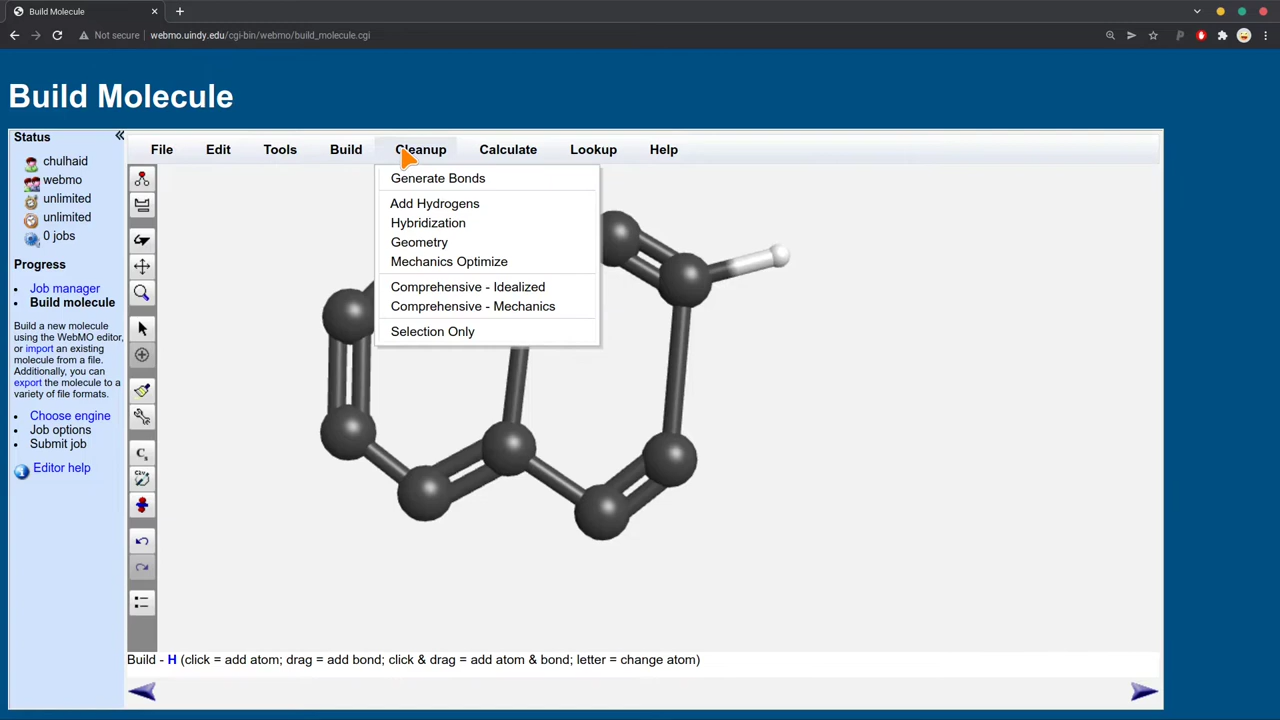 Build Molecule
Not secure
webmo.uindy.edu/cgi-bin/webmo/build_molecule.cgi
Build Molecule
Status
chulhaid
webmo
unlimited
unlimited
0 jobs
Progress
Job manager
Build molecule
Build a new molecule
using the WebMO editor,
or import an existing
molecule from a file.
Additionally, you can
export the molecule to a
variety of file formats.
Choose engine
Job options
Submit job
Editor help
File Edit Tools Build Cleanup Calculate Lookup Help
Generate Bonds
Add Hydrogens
Hybridization
Geometry
Mechanics Optimize
Comprehensive - Idealized
Comprehensive - Mechanics
Selection Only
Build - H (click = add atom; drag = add bond; click & drag = add atom & bond; letter = change atom)